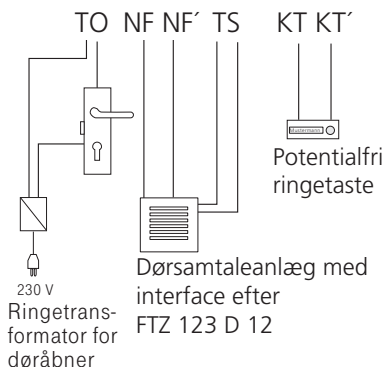 TO NF NF´ TS KT KT´
Mustermann
Potentialfri
ringetaste
Dørsamtaleanlæg med
interface efter
FTZ 123 D 12
230 V
Ringetrans-
formator for
døråbner